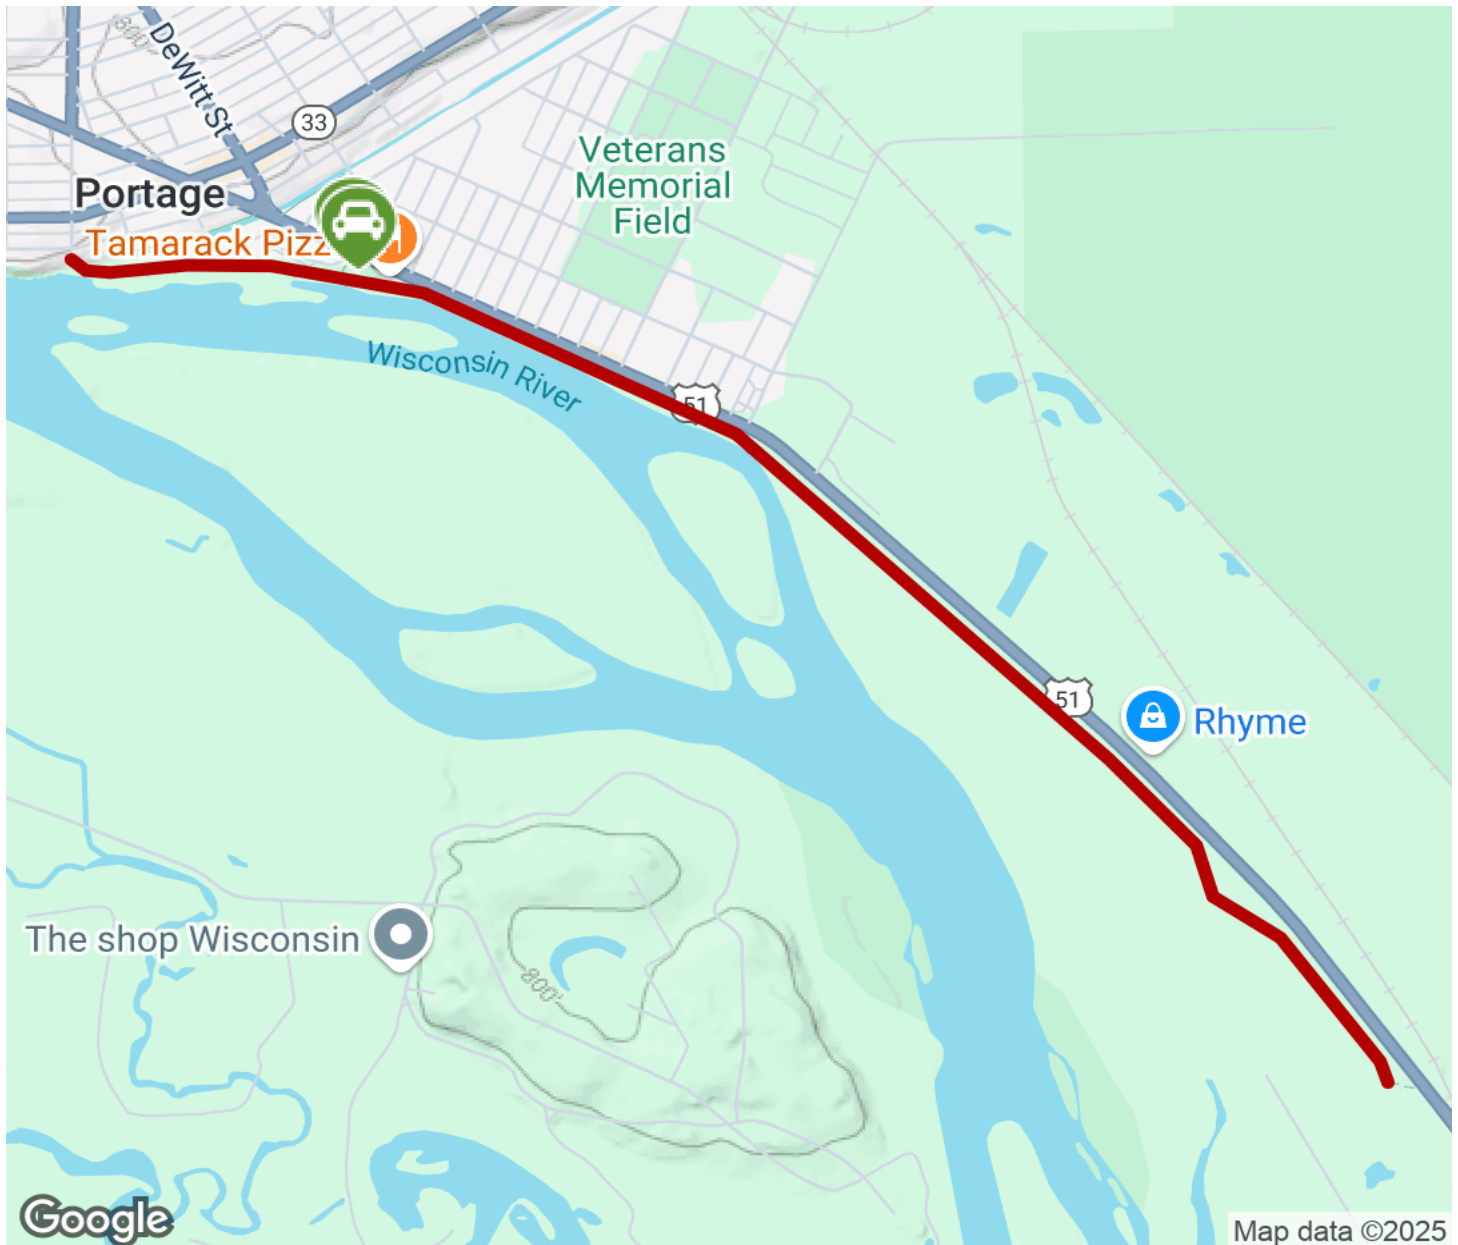 800'
DeWitt St
33
Portage
Tamarack Pizz
Veterans
Memorial
Field
Wisconsin River
51
51
Rhyme
The shop Wisconsin
800'
Google
Map data ©2025